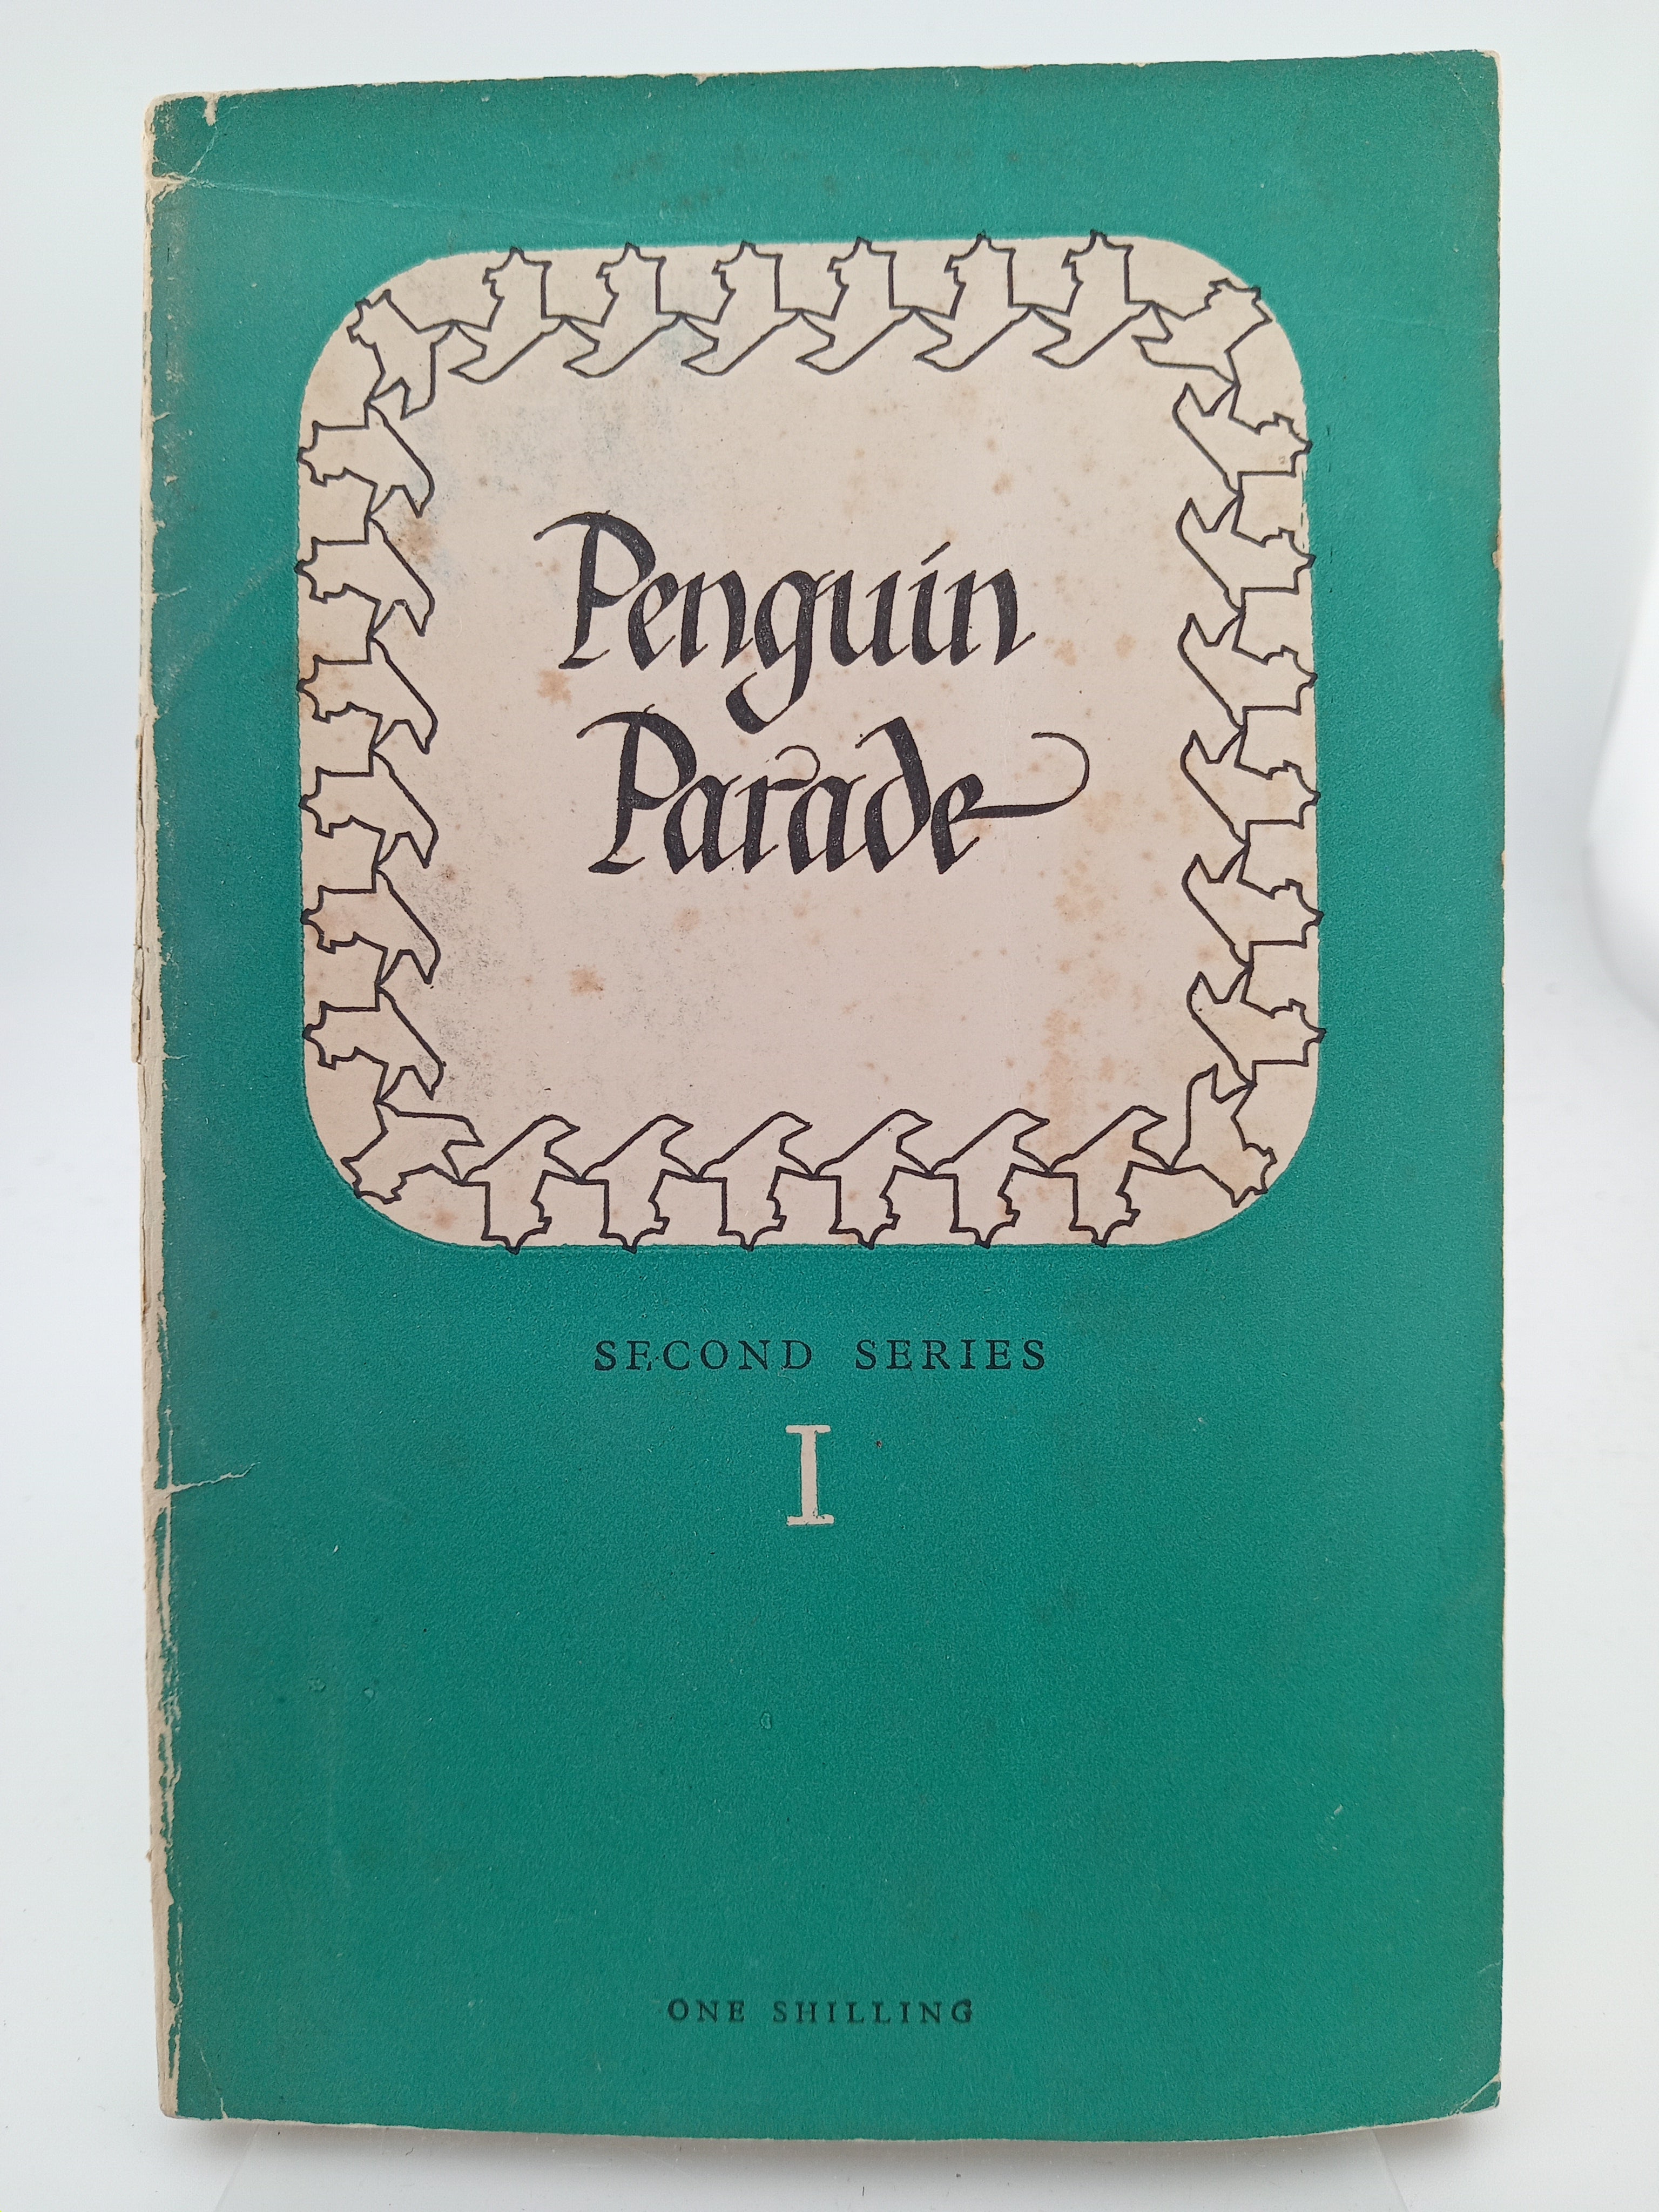 Penguin
Parade
SECOND SERIES
I
ONE SHILLING